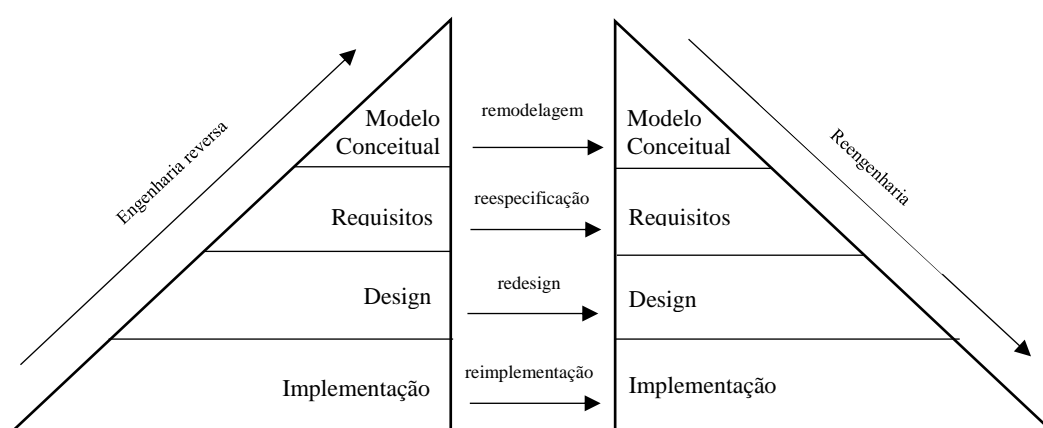 Engenharia reversa
Modelo
Conceitual
remodelagem
Modelo
Conceitual
Reengenharia
Requisitos
reespecificação
Requisitos
Design
redesign
Design
Implementação
reimplementação
Implementação